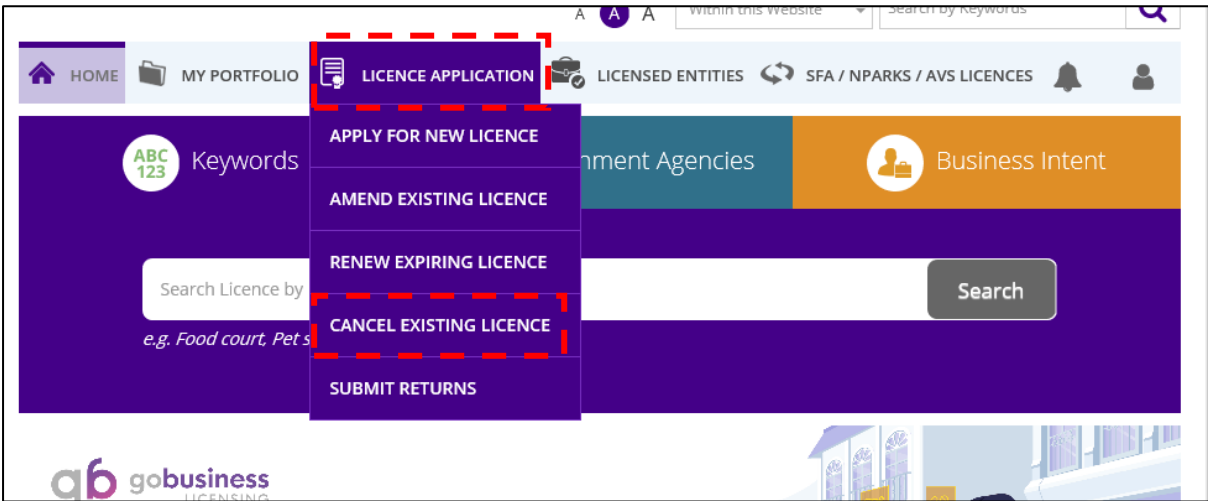 A A A Within this Website Search by Keywords
HOME MY PORTFOLIO LICENCE APPLICATION LICENSED ENTITIES SFA / NPARKS / AVS LICENCES
APPLY FOR NEW LICENCE
AMEND EXISTING LICENCE
RENEW EXPIRING LICENCE
CANCEL EXISTING LICENCE
SUBMIT RETURNS
ABC
123
Keywords
Agencies
Business Intent
Search Licence by
Search
e.g. Food court, Pet
gobusiness
LICENSING